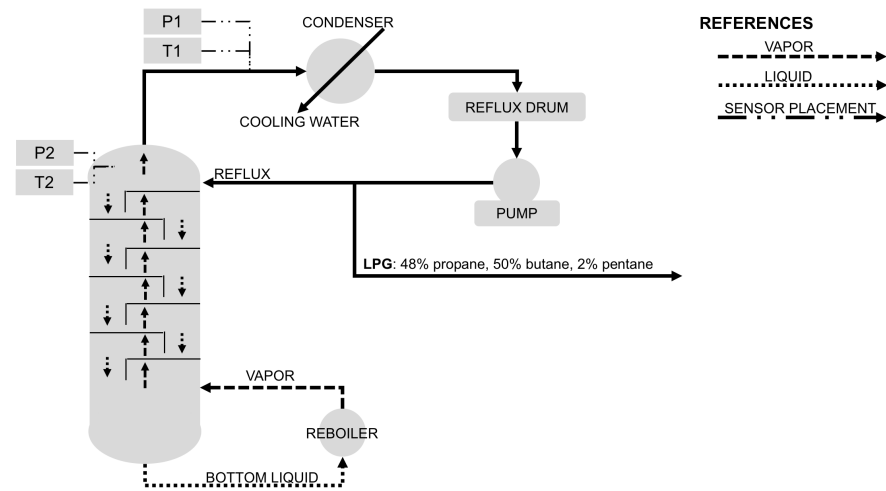 P1
CONDENSER
REFERENCES
T1
VAPOR
LIQUID
REFLUX DRUM
SENSOR PLACEMENT
COOLING WATER
P2
T2
REFLUX
PUMP
LPG: 48% propane, 50% butane, 2% pentane
VAPOR
REBOILER
BOTTOM LIQUID